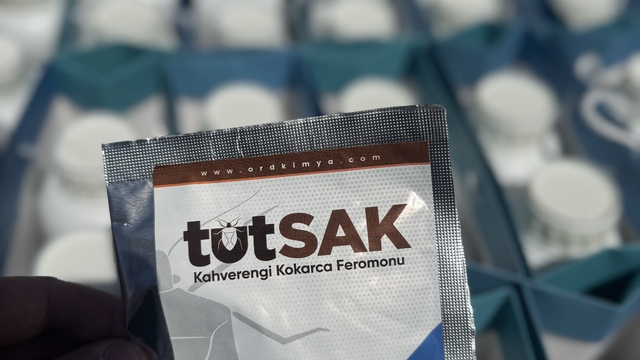 www.ordkimya.com
tutSAK
Kahverengi Kokarca Feromonu